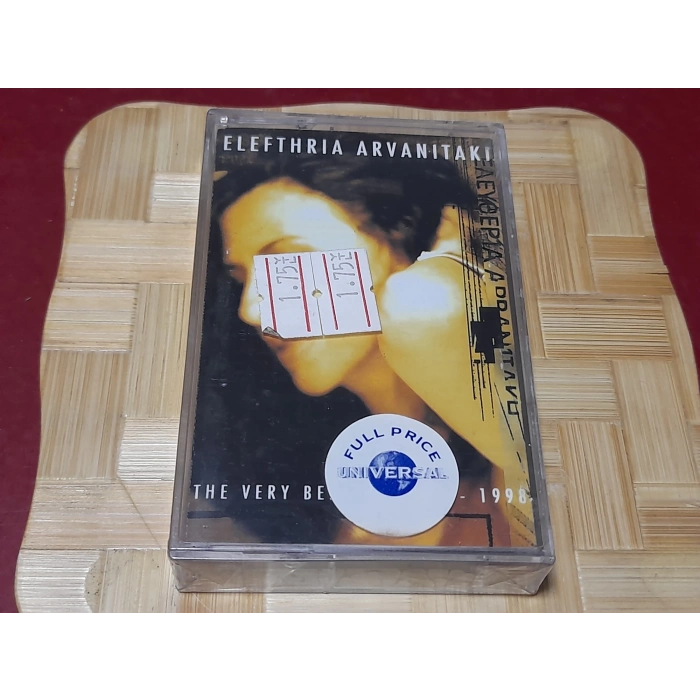 ELEFTHRIA ARVANITAKI
ΕΛΕΥΘΕΡΙΑ ΑΡΒΑΝΙΤΑΚΗ
1.75
1.75
FULL PRICE
UNIVERSAL
THE VERY BE - 1998